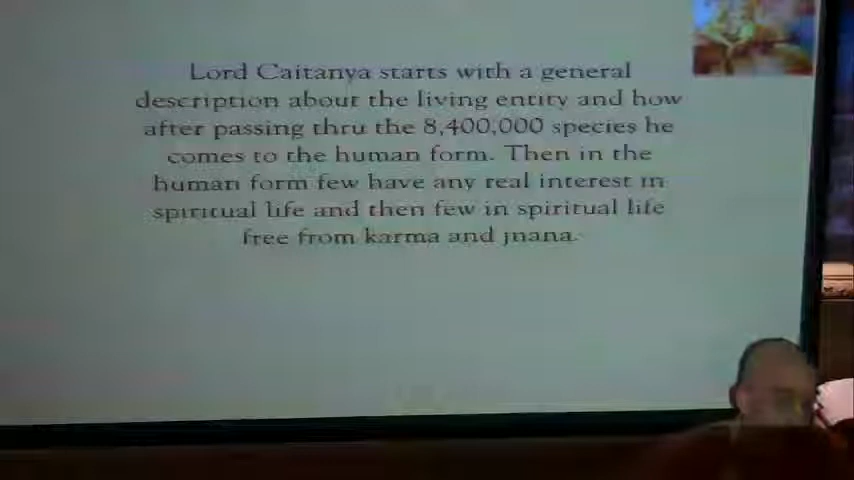 Lord Caitanya starts with a general
description about the living entity and how
after passing thru the 8,400,000 species he
comes to the human form. Then in the
human form few have any real interest in
spiritual life and then few in spiritual life
free from karma and jnana.